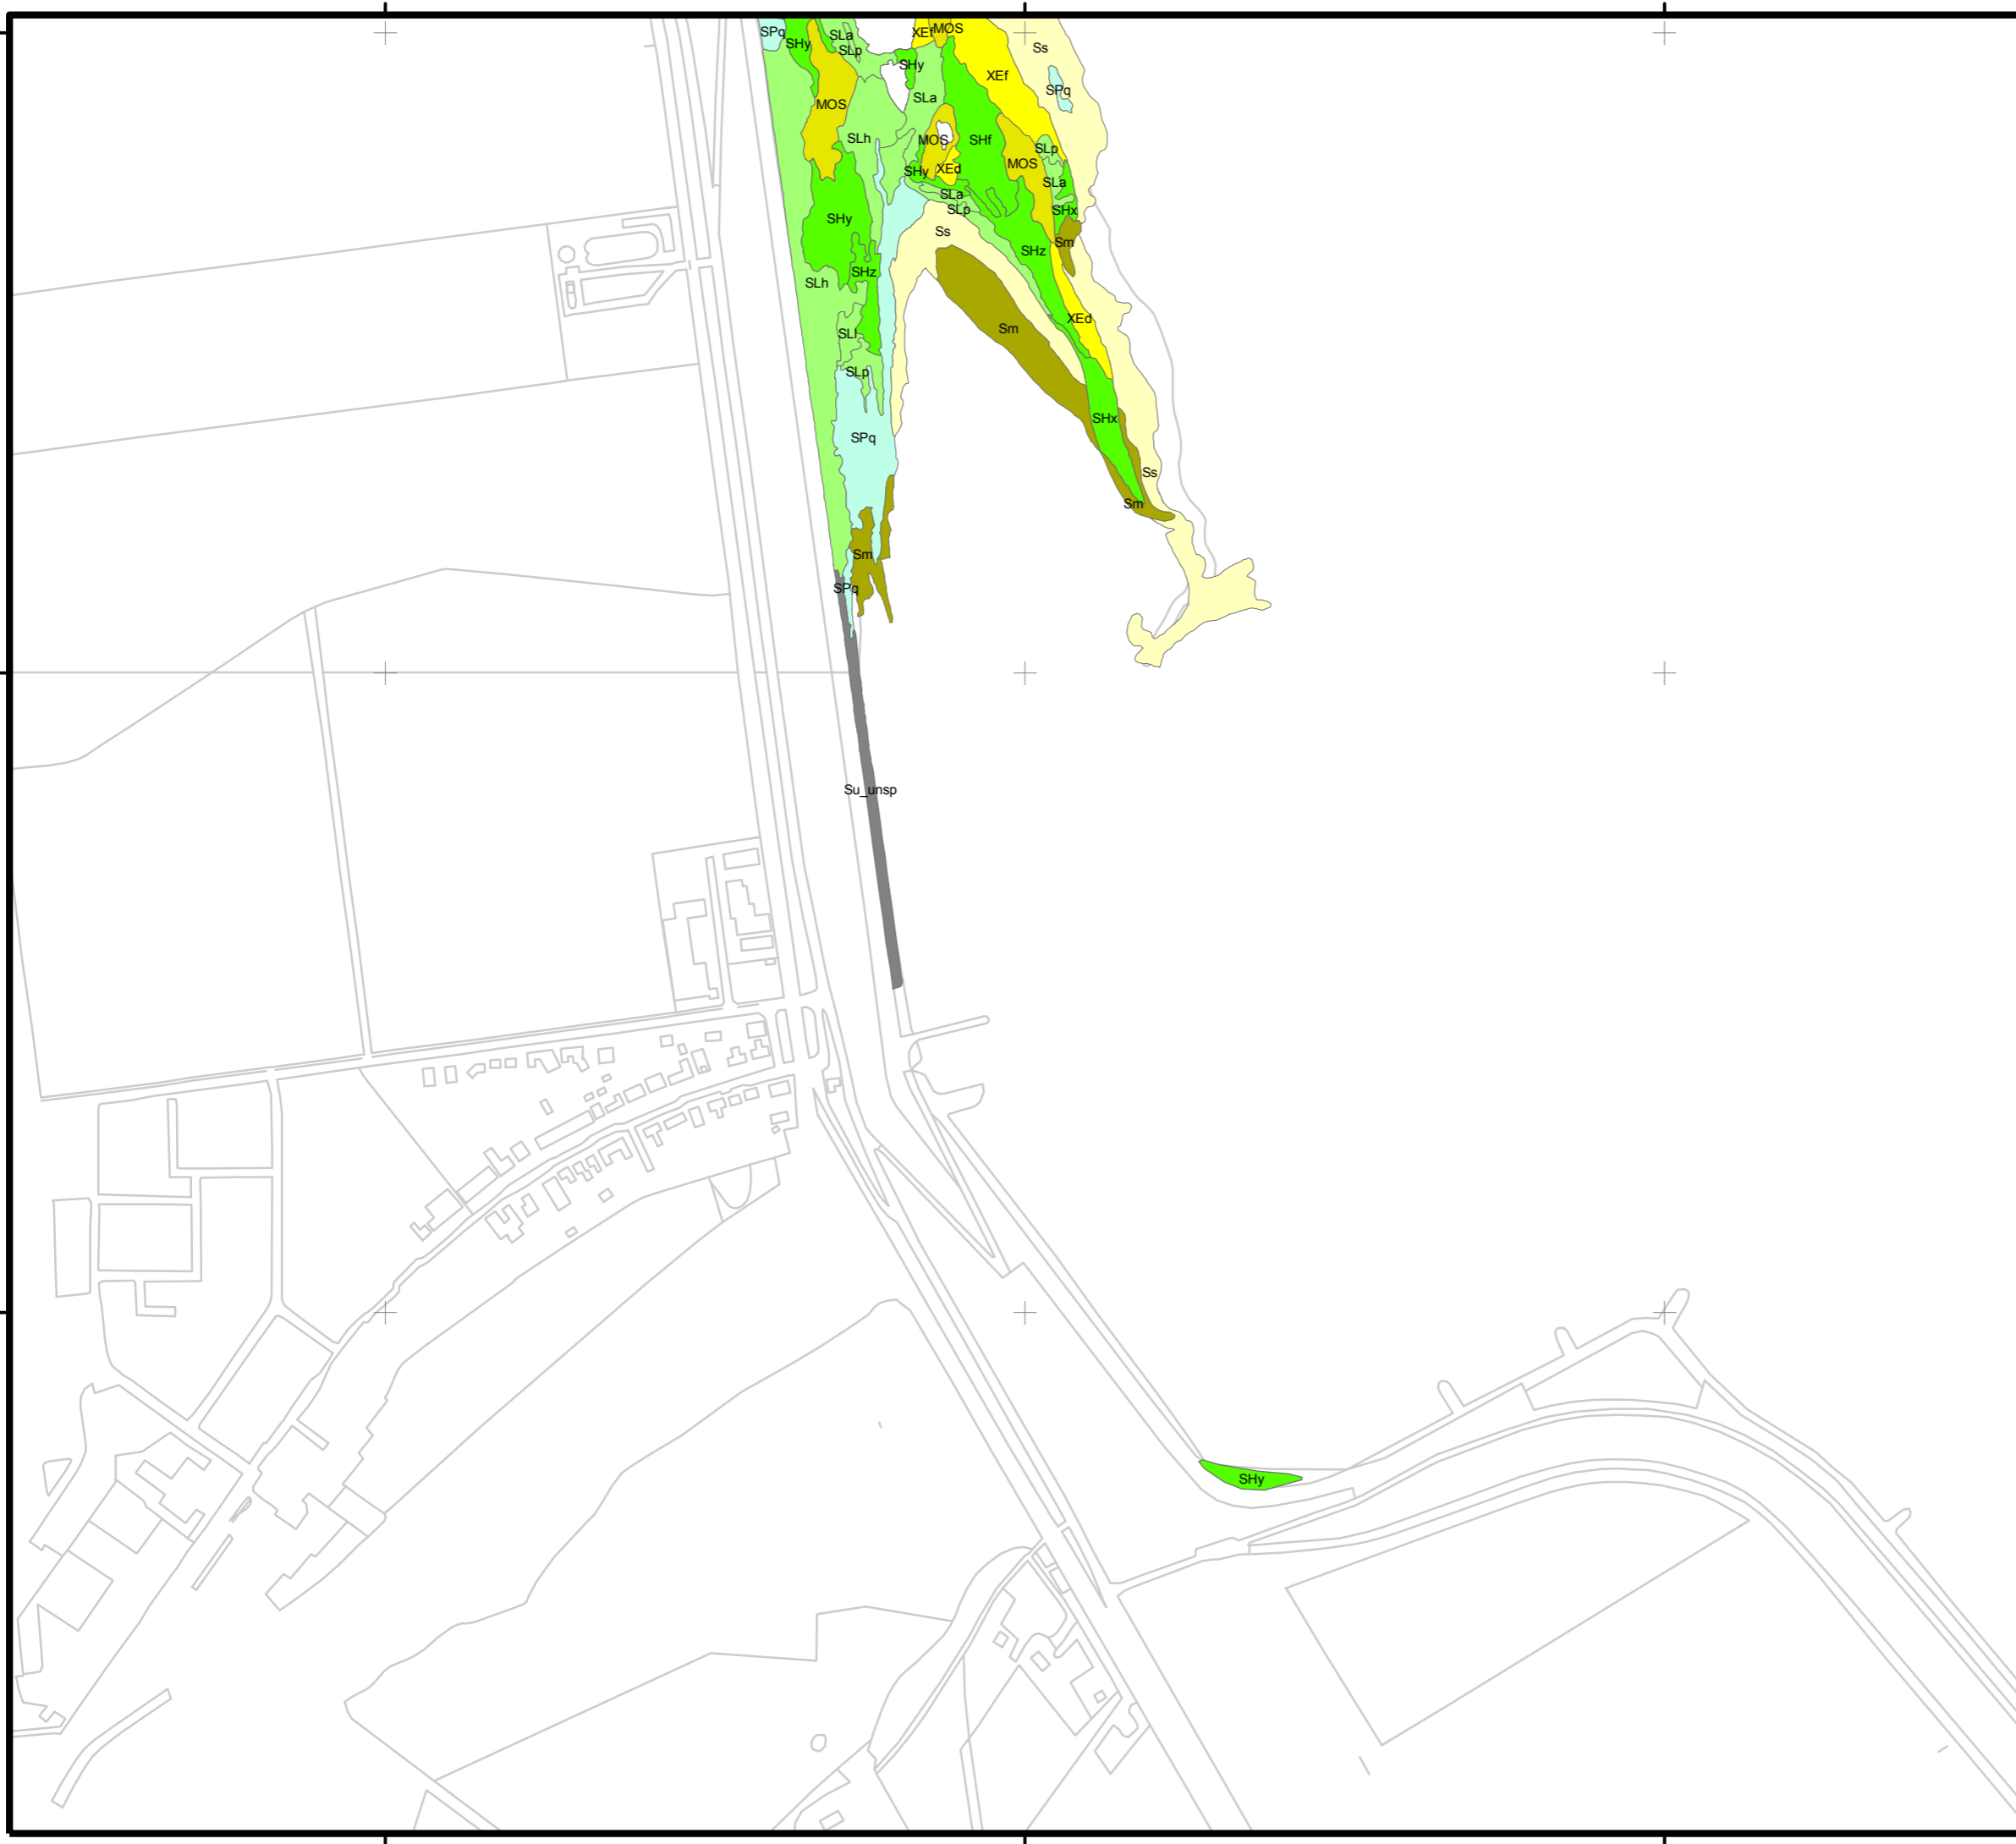 SPq
SHy
SLa
SLp
XEf
MOS
Ss
SHy
XEf
SPq
SLa
MOS
SLh
MOS
SHf
SLp
MOS
SHy
XEd
SLa
SLa
SLp
SHx
SHy
Ss
Sm
SHz
SHz
SLh
XEd
Sm
SLl
SLp
SHx
SPq
Ss
Sm
Sm
SPq
Su_unsp
SHy